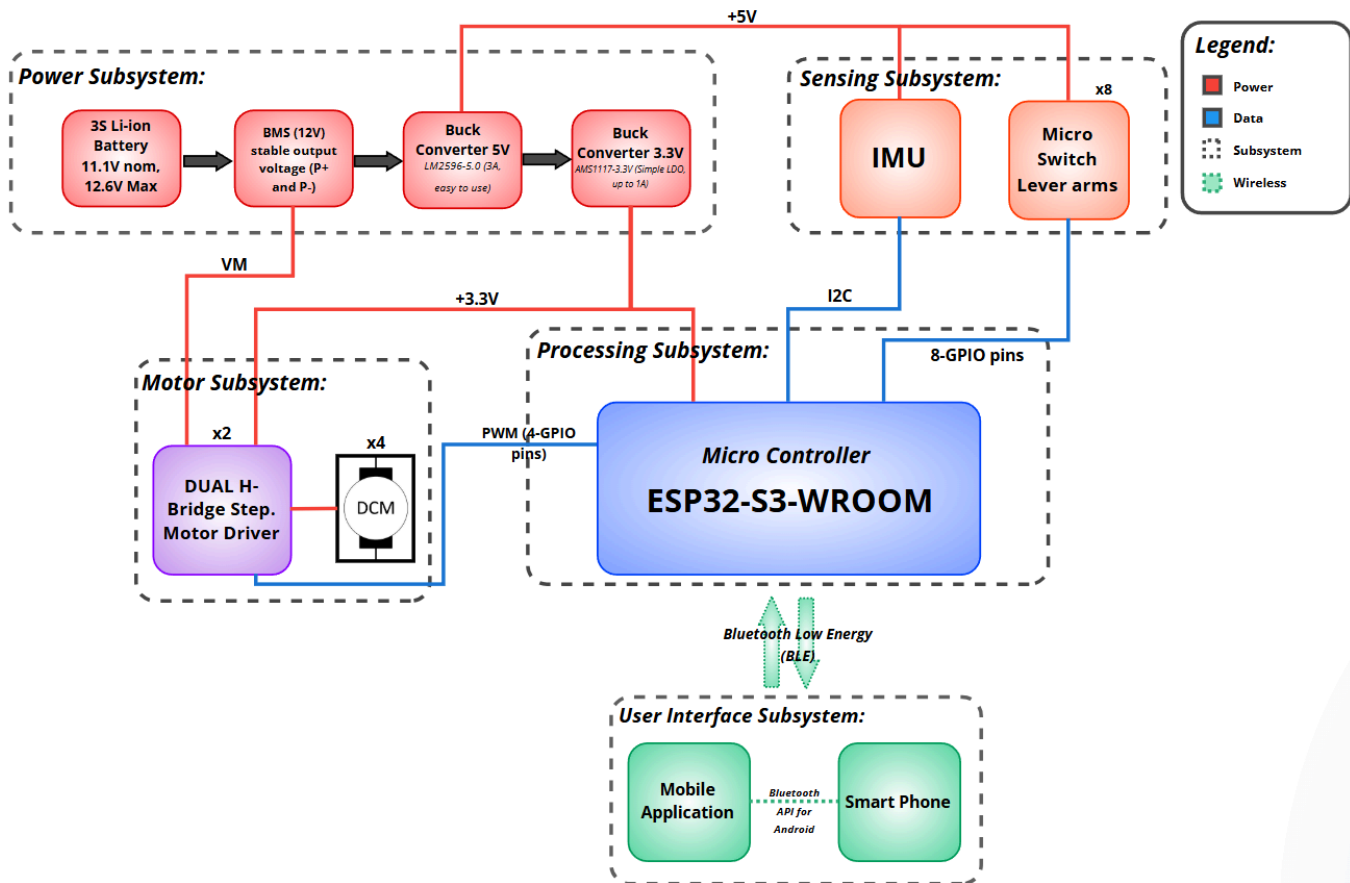 +5V
Power Subsystem:
3S Li-ion
Battery
11.1V nom,
12.6V Max
BMS (12V)
stable output
voltage (P+
and P-)
Buck
Converter 5V
LM2596-5.0 (3A,
easy to use)
Buck
Converter 3.3V
AMS1117-3.3V (Simple LDO,
up to 1A)
Sensing Subsystem:
x8
IMU
Micro
Switch
Lever arms
Legend:
Power
Data
Subsystem
Wireless
VM
+3.3V
I2C
8-GPIO pins
Motor Subsystem:
x2
x4
DUAL H-
Bridge Step.
Motor Driver
DCM
PWM (4-GPIO
pins)
Processing Subsystem:
Micro Controller
ESP32-S3-WROOM
Bluetooth Low Energy
(BLE)
User Interface Subsystem:
Mobile
Application
Bluetooth
API for
Android
Smart Phone